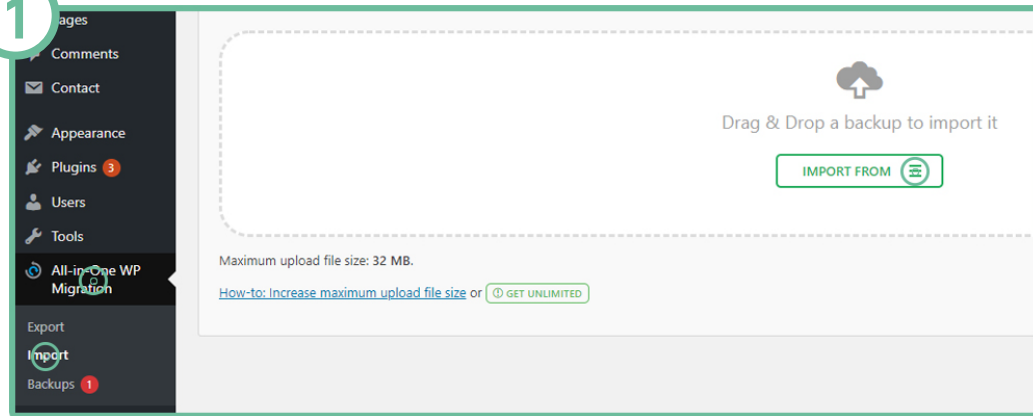 1
ages
Comments
Contact
Appearance
Plugins 3
Users
Tools
All-in-One WP
Migration
Export
Import
Backups 1
Drag & Drop a backup to import it
IMPORT FROM
Maximum upload file size: 32 MB.
How-to: Increase maximum upload file size or GET UNLIMITED